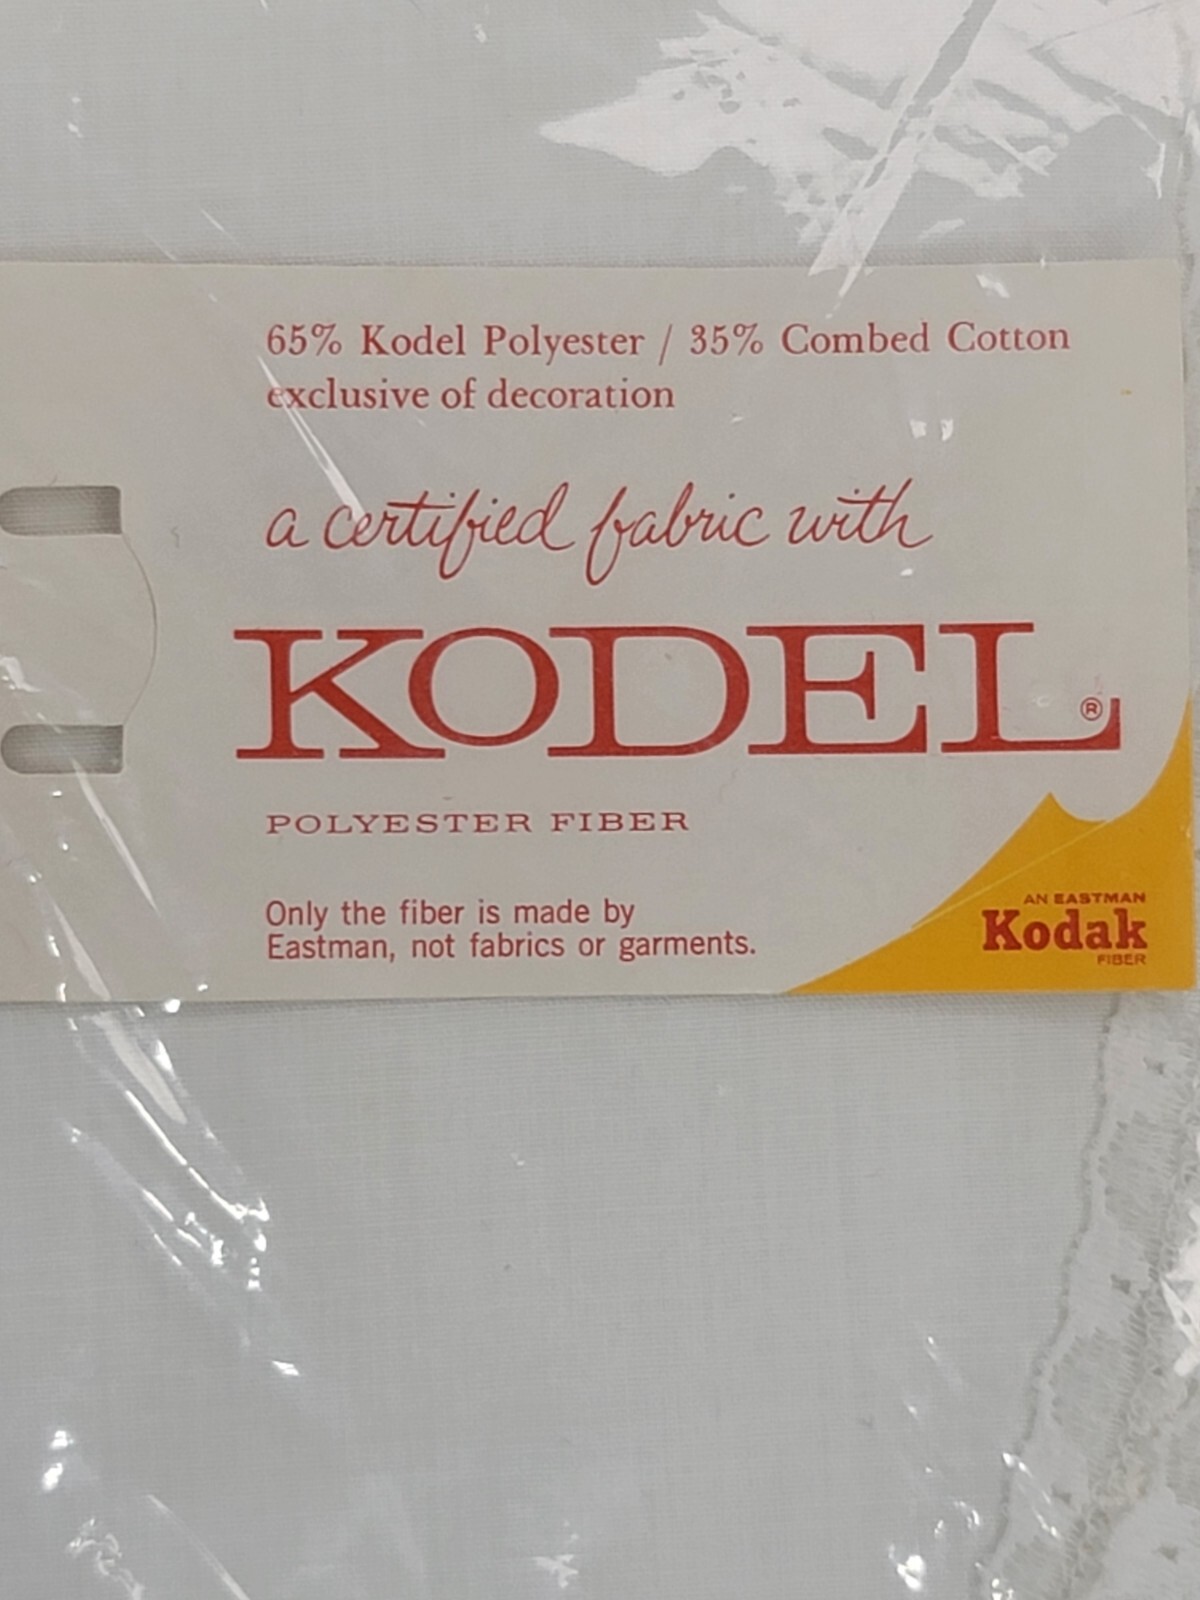 65% Kodel Polyester / 35% Combed Cotton
exclusive of decoration
a certified fabric with
KODEL®
POLYESTER FIBER
Only the fiber is made by
Eastman, not fabrics or garments.
AN EASTMAN
Kodak
FIBER